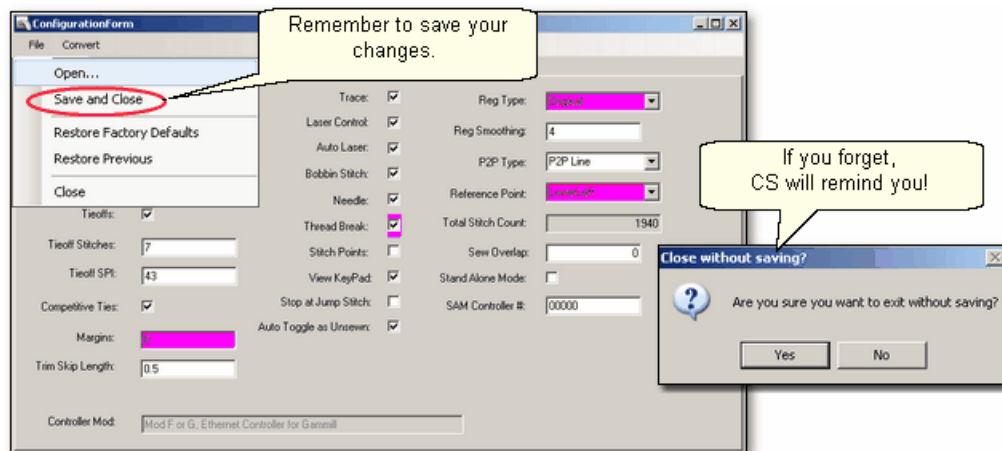 ConfigurationForm
File Convert
Remember to save your
changes.
Open...
Save and Close
Restore Factory Defaults
Restore Previous
Close
Tieoffs:
Tieoff Stitches: 7
Tieoff SPI: 43
Competitive Ties:
Margins: 0
Trim Skip Length: 0.5
Trace:
Laser Control:
Auto Laser:
Bobbin Stitch:
Needle:
Thread Break:
Stitch Points:
View KeyPad:
Stop at Jump Stitch:
Auto Toggle as Unsewn:
Reg Type: Original
Reg Smoothing: 4
P2P Type: P2P Line
Reference Point: LowerLeft
Total Stitch Count: 1940
Sew Overlap: 0
Stand Alone Mode:
SAM Controller #: 00000
Controller Mod: Mod F or G, Ethernet Controller for Gammill
If you forget,
CS will remind you!
Close without saving?
Are you sure you want to exit without saving?
Yes No